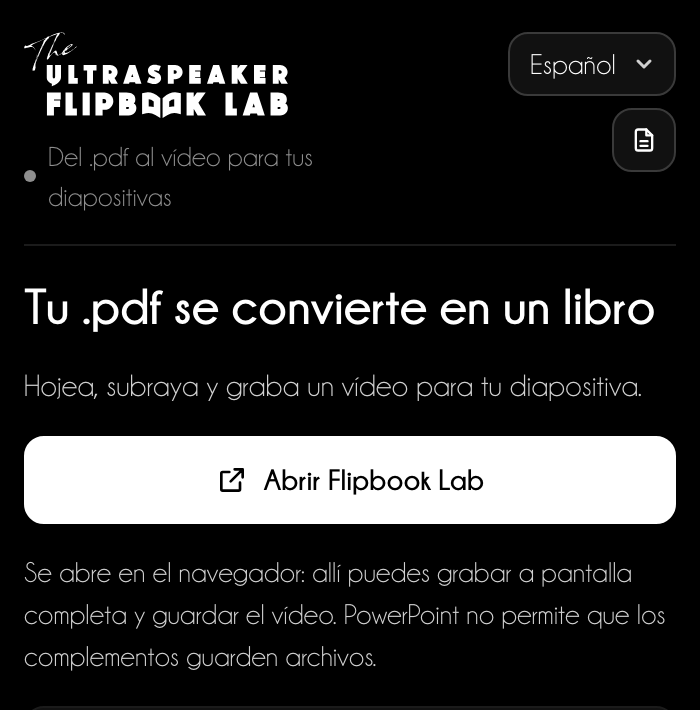 The
ULTRASPEAKER
FLIPBOOK LAB
Español
Del .pdf al vídeo para tus
diapositivas
Tu .pdf se convierte en un libro
Hojea, subraya y graba un vídeo para tu diapositiva.
Abrir Flipbook Lab
Se abre en el navegador: allí puedes grabar a pantalla
completa y guardar el vídeo. PowerPoint no permite que los
complementos guarden archivos.